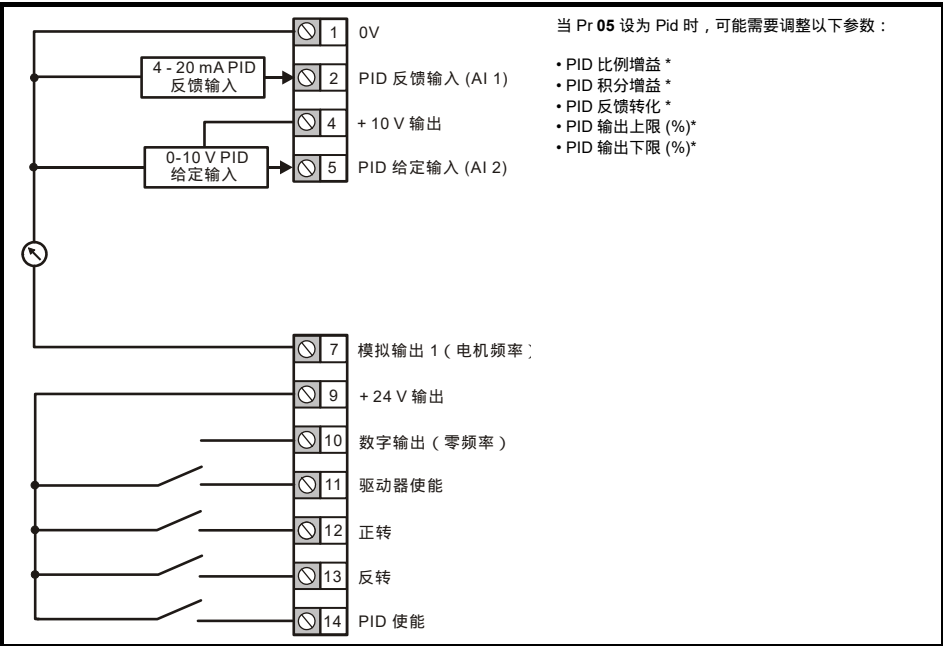 1 0V
4 - 20 mA PID
反馈输入
2 PID 反馈输入 (AI 1)
4 + 10 V 输出
0-10 V PID
给定输入
5 PID 给定输入 (AI 2)
7 模拟输出 1 ( 电机频率 )
9 + 24 V 输出
10 数字输出 ( 零频率 )
11 驱动器使能
12 正转
13 反转
14 PID 使能
当 Pr 05 设为 Pid 时，可能需要调整以下参数：
• PID 比例增益 *
• PID 积分增益 *
• PID 反馈转化 *
• PID 输出上限 (%)*
• PID 输出下限 (%)*